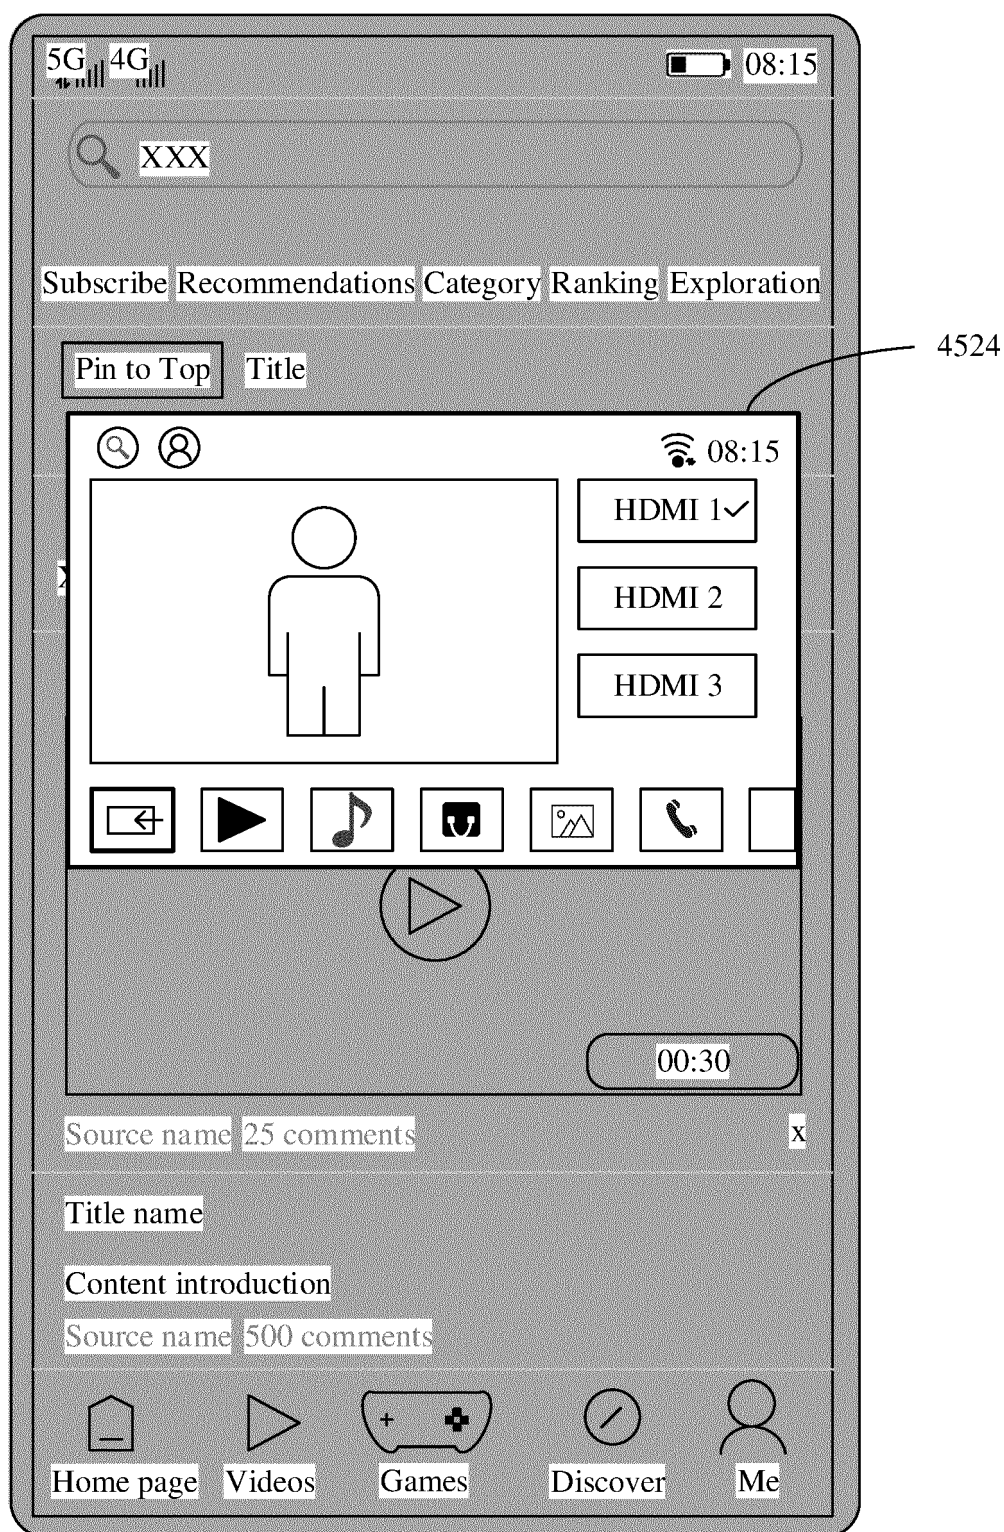 5G 4G 08:15
XXX
Subscribe Recommendations Category Ranking Exploration
4524
Pin to Top Title
08:15
HDMI 1
HDMI 2
HDMI 3
00:30
Source name 25 comments x
Title name
Content introduction
Source name 500 comments
Home page Videos Games Discover Me